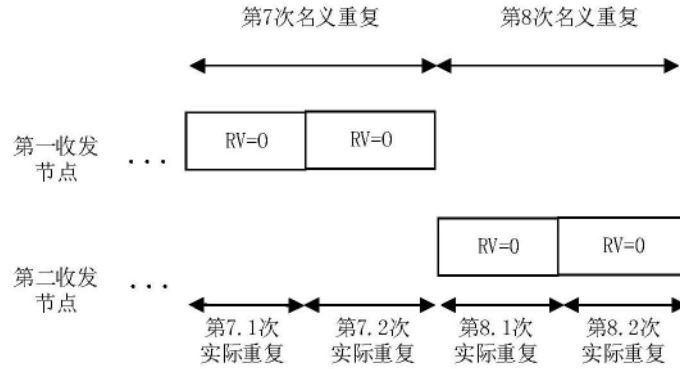 第7次名义重复
第8次名义重复
第一收发
节点
...
RV=0
RV=0
第二收发
节点
...
RV=0
RV=0
第7.1次
实际重复
第7.2次
实际重复
第8.1次
实际重复
第8.2次
实际重复